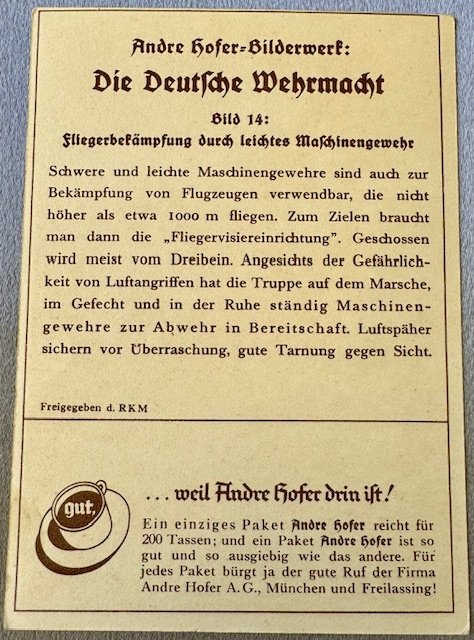 Andre Hofer-Bilderwerk:
Die Deutsche Wehrmacht
Bild 14:
Fliegerbekämpfung durch leichtes Maschinengewehr
Schwere und leichte Maschinengewehre sind auch zur
Bekämpfung von Flugzeugen verwendbar, die nicht
höher als etwa 1000 m fliegen. Zum Zielen braucht
man dann die „Fliegervisiereinrichtung". Geschossen
wird meist vom Dreibein. Angesichts der Gefährlich-
keit von Luftangriffen hat die Truppe auf dem Marsche,
im Gefecht und in der Ruhe ständig Maschinen-
gewehre zur Abwehr in Bereitschaft. Luftspäher
sichern vor Überraschung, gute Tarnung gegen Sicht.
Freigegeben d. RKM
gut,
... weil Andre Hofer drin ist!
Ein einziges Paket Andre Hofer reicht für
200 Tassen; und ein Paket Andre Hofer ist so
gut und so ausgiebig wie das andere. Für
jedes Paket bürgt ja der gute Ruf der Firma
Andre Hofer A.G., München und Freilassing!